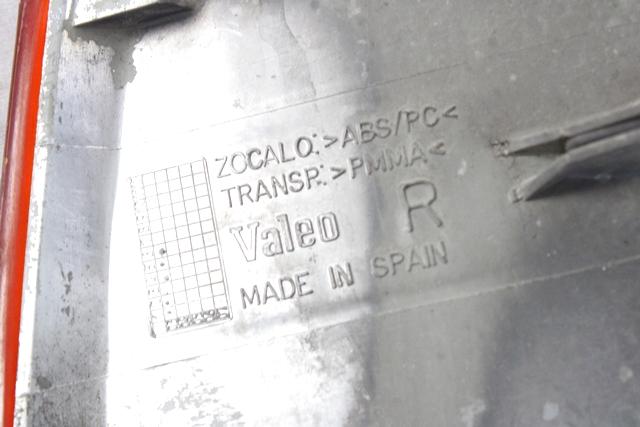 ZOCALO.:>ABS/PC<
TRANSP.:>PMMA<
Valeo R
MADE IN SPAIN